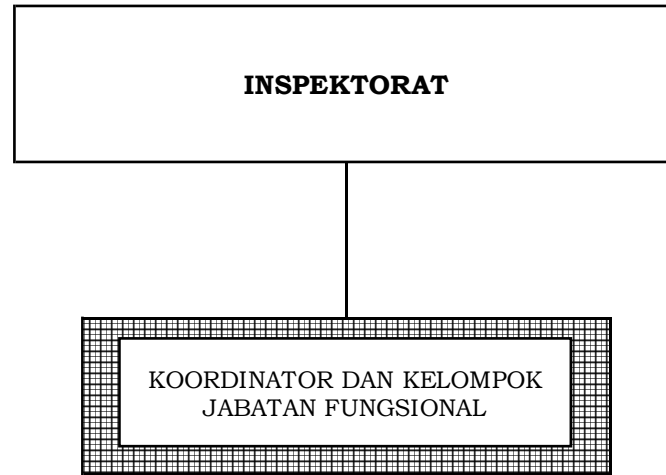 INSPEKTORAT
KOORDINATOR DAN KELOMPOK
JABATAN FUNGSIONAL